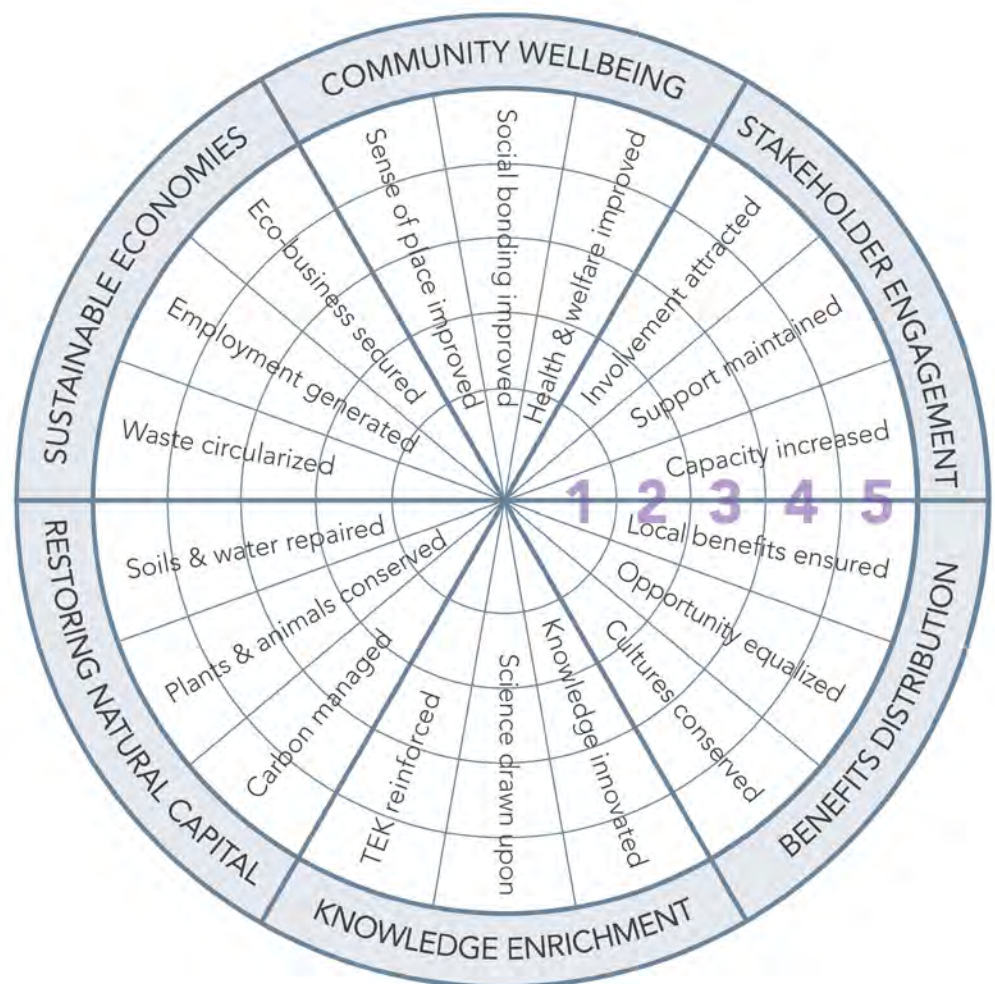 COMMUNITY WELLBEING
Sense of place improved
Social bonding improved
Health & welfare improved
STAKEHOLDER ENGAGEMENT
Involvement attracted
Support maintained
Capacity increased
1 2 3 4 5
BENEFITS DISTRIBUTION
Local benefits ensured
Opportunity equalized
Cultures conserved
KNOWLEDGE ENRICHMENT
Knowledge innovated
Science drawn upon
TEK reinforced
RESTORING NATURAL CAPITAL
Carbon managed
Plants & animals conserved
Soils & water repaired
SUSTAINABLE ECONOMIES
Waste circularized
Employment generated
Eco-business secured